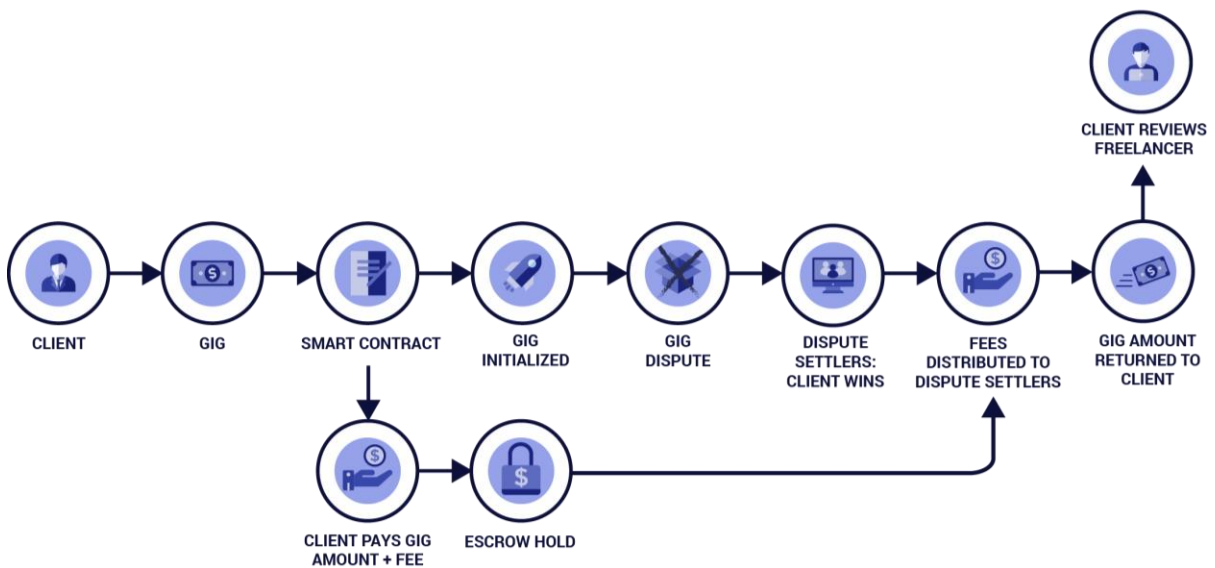 CLIENT REVIEWS
FREELANCER
CLIENT
GIG
SMART CONTRACT
GIG
INITIALIZED
GIG
DISPUTE
DISPUTE
SETTLERS:
CLIENT WINS
FEES
DISTRIBUTED TO
DISPUTE SETTLERS
GIG AMOUNT
RETURNED TO
CLIENT
CLIENT PAYS GIG
AMOUNT + FEE
ESCROW HOLD